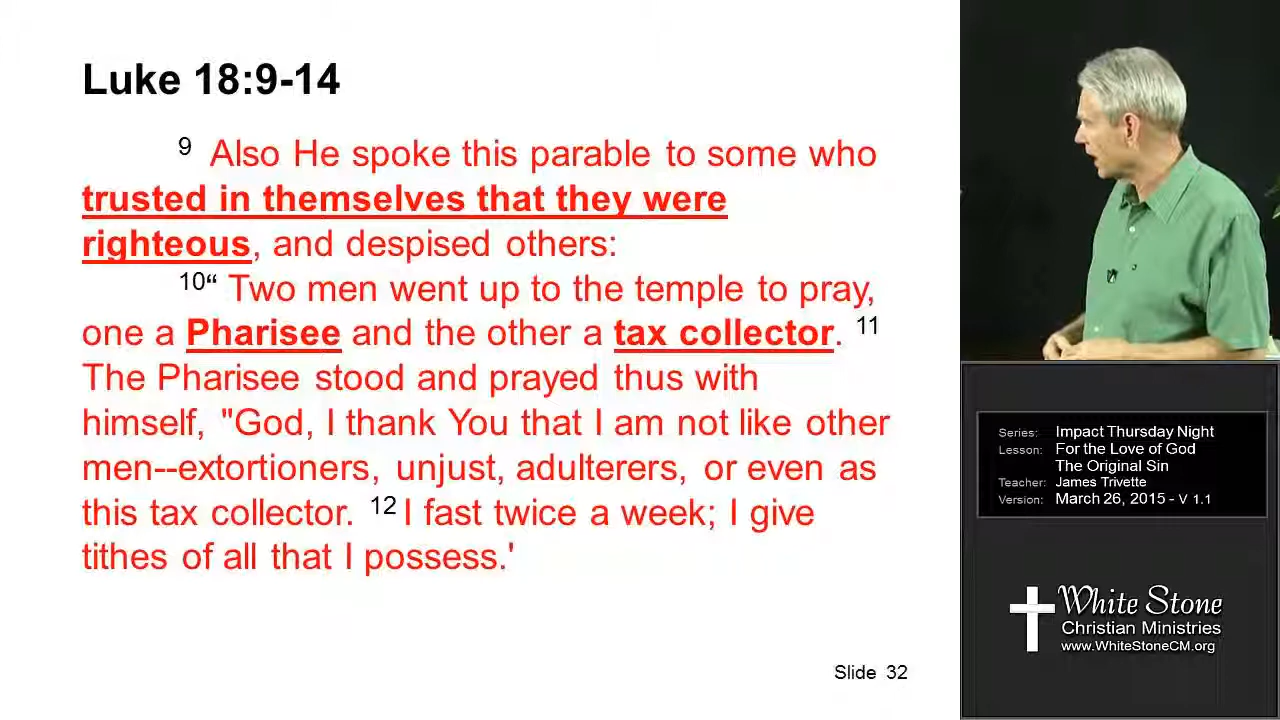 Luke 18:9-14
9 Also He spoke this parable to some who
trusted in themselves that they were
righteous, and despised others:
10“ Two men went up to the temple to pray,
one a Pharisee and the other a tax collector. 11
The Pharisee stood and prayed thus with
himself, "God, I thank You that I am not like other
men--extortioners, unjust, adulterers, or even as
this tax collector. 12 I fast twice a week; I give
tithes of all that I possess.'
Slide 32
Series: Impact Thursday Night
Lesson: For the Love of God
The Original Sin
Teacher: James Trivette
Version: March 26, 2015 - V 1.1
White Stone
Christian Ministries
www.WhiteStoneCM.org